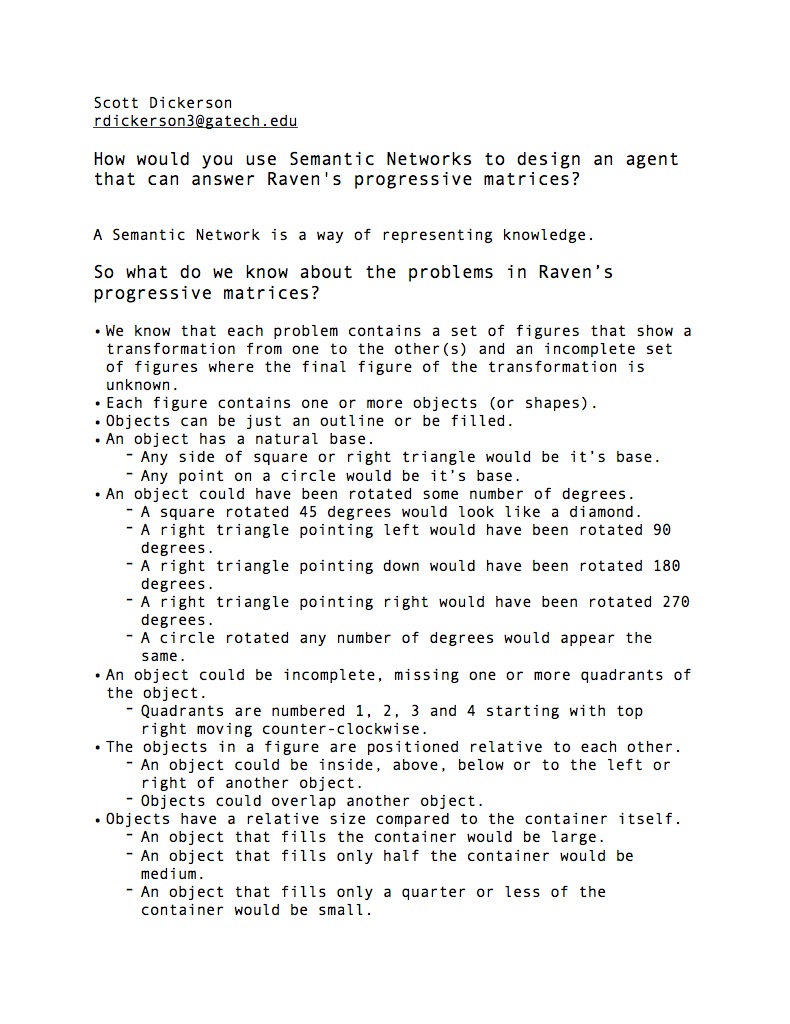 Scott Dickerson
rdickerson3@gatech.edu
How would you use Semantic Networks to design an agent
that can answer Raven's progressive matrices?
A Semantic Network is a way of representing knowledge.
So what do we know about the problems in Raven’s
progressive matrices?
• We know that each problem contains a set of figures that show a
transformation from one to the other(s) and an incomplete set
of figures where the final figure of the transformation is
unknown.
• Each figure contains one or more objects (or shapes).
• Objects can be just an outline or be filled.
• An object has a natural base.
- Any side of square or right triangle would be it’s base.
- Any point on a circle would be it’s base.
• An object could have been rotated some number of degrees.
- A square rotated 45 degrees would look like a diamond.
- A right triangle pointing left would have been rotated 90
degrees.
- A right triangle pointing down would have been rotated 180
degrees.
- A right triangle pointing right would have been rotated 270
degrees.
- A circle rotated any number of degrees would appear the
same.
• An object could be incomplete, missing one or more quadrants of
the object.
- Quadrants are numbered 1, 2, 3 and 4 starting with top
right moving counter-clockwise.
• The objects in a figure are positioned relative to each other.
- An object could be inside, above, below or to the left or
right of another object.
- Objects could overlap another object.
• Objects have a relative size compared to the container itself.
- An object that fills the container would be large.
- An object that fills only half the container would be
medium.
- An object that fills only a quarter or less of the
container would be small.